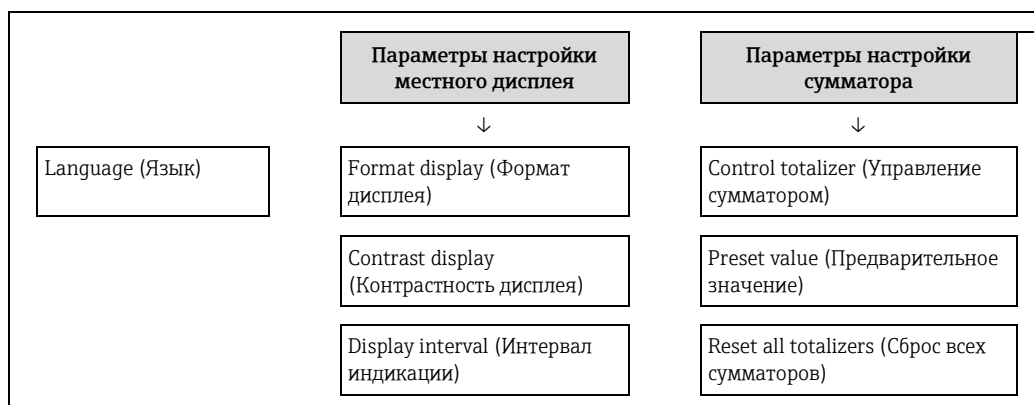 Параметры настройки
местного дисплея
Параметры настройки
сумматора
↓
↓
Language (Язык)
Format display (Формат
дисплея)
Control totalizer (Управление
сумматором)
Contrast display
(Контрастность дисплея)
Preset value (Предварительное
значение)
Display interval (Интервал
индикации)
Reset all totalizers (Сброс всех
сумматоров)